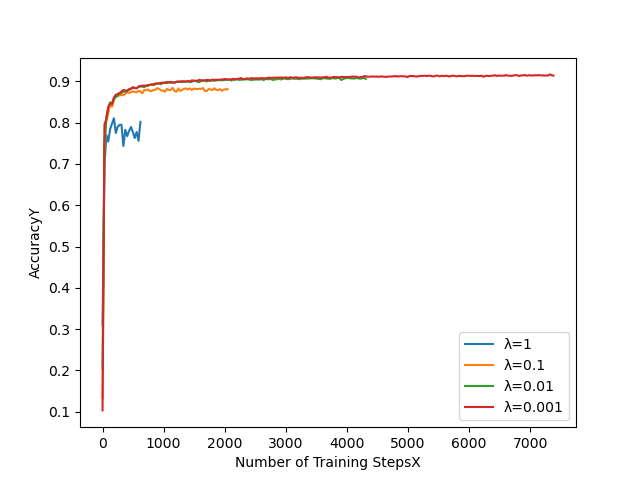 0.9
0.8
0.7
0.6
0.5
0.4
0.3
0.2
0.1
AccuracyY
λ=1
λ=0.1
λ=0.01
λ=0.001
0 1000 2000 3000 4000 5000 6000 7000
Number of Training StepsX